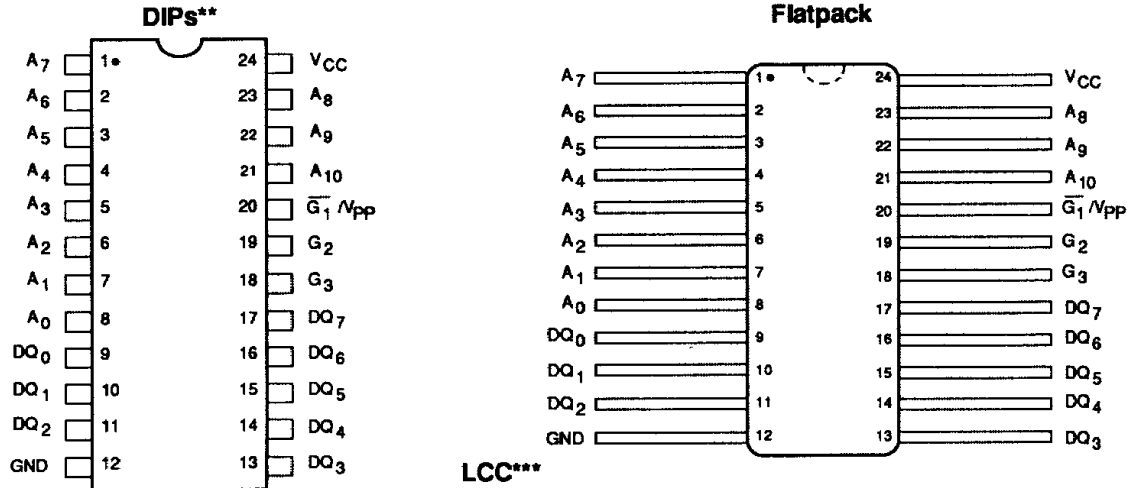 DIPs**
A7 1 24 VCC
A6 2 23 A8
A5 3 22 A9
A4 4 21 A10
A3 5 20 G1/VPP
A2 6 19 G2
A1 7 18 G3
A0 8 17 DQ7
DQ0 9 16 DQ6
DQ1 10 15 DQ5
DQ2 11 14 DQ4
GND 12 13 DQ3
Flatpack
A7 1 24 VCC
A6 2 23 A8
A5 3 22 A9
A4 4 21 A10
A3 5 20 G1/VPP
A2 6 19 G2
A1 7 18 G3
A0 8 17 DQ7
DQ0 9 16 DQ6
DQ1 10 15 DQ5
DQ2 11 14 DQ4
GND 12 13 DQ3
LCC***